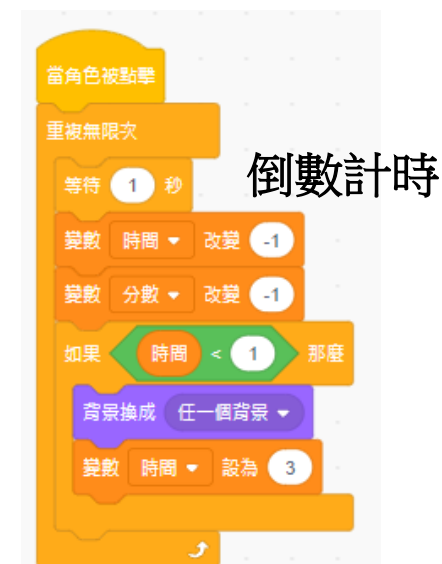 當角色被點擊
重複無限次
倒數計時
等待 1 秒
變數 時間 改變 -1
變數 分數 改變 -1
如果 時間 < 1 那麼
背景換成 任一個背景
變數 時間 設為 3